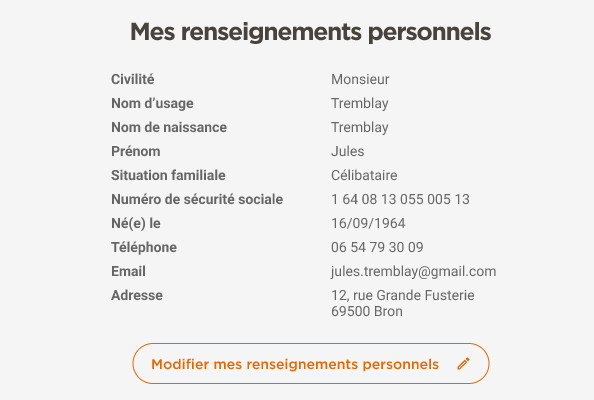 Mes renseignements personnels
Civilité Monsieur
Nom d’usage Tremblay
Nom de naissance Tremblay
Prénom Jules
Situation familiale Célibataire
Numéro de sécurité sociale 1 64 08 13 055 005 13
Né(e) le 16/09/1964
Téléphone 06 54 79 30 09
Email jules.tremblay@gmail.com
Adresse 12, rue Grande Fusterie
69500 Bron
Modifier mes renseignements personnels